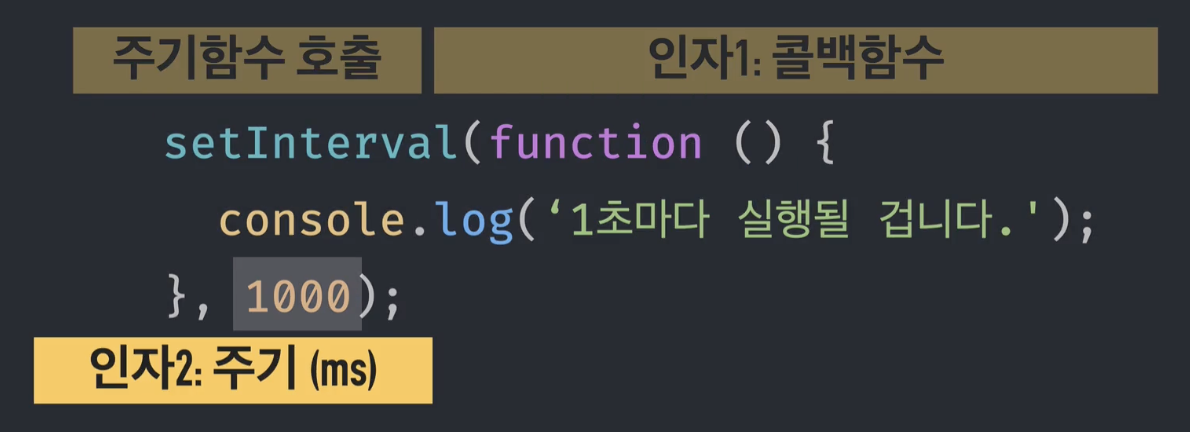 주기함수 호출 인자1: 콜백함수
setInterval(function () {
console.log(‘1초마다 실행될 겁니다.');
}, 1000);
인자2: 주기 (ms)